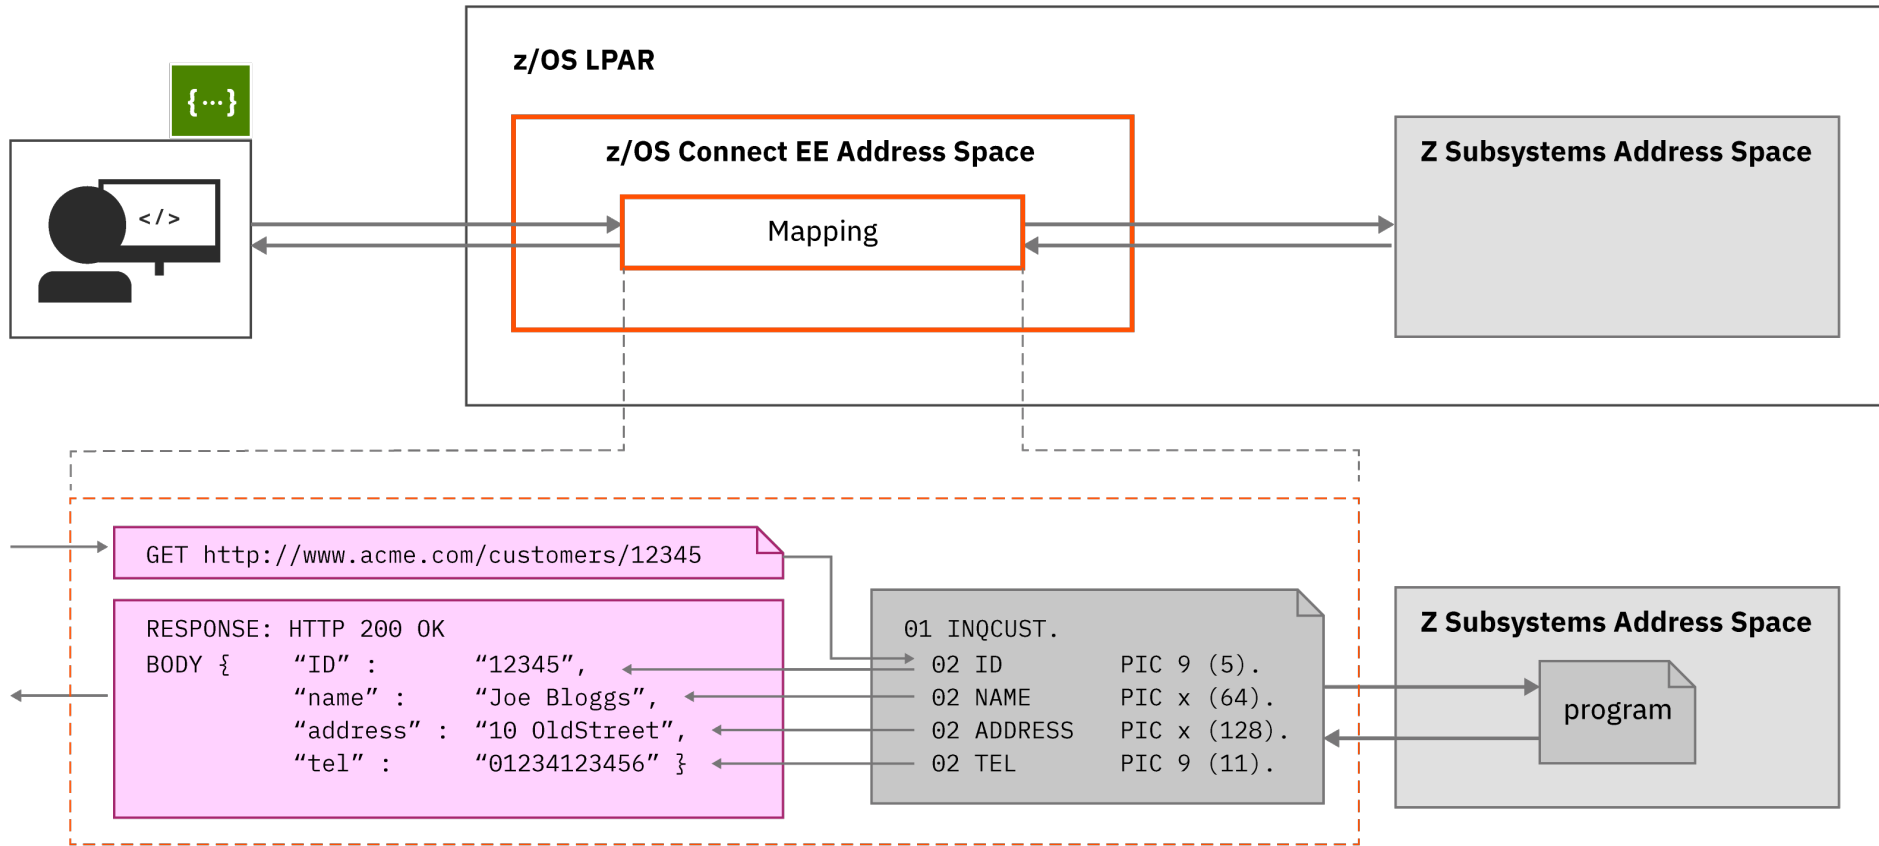 z/OS LPAR
{···}
z/OS Connect EE Address Space
Z Subsystems Address Space
</>
Mapping
GET http://www.acme.com/customers/12345
RESPONSE: HTTP 200 OK
BODY { “ID” : “12345”,
“name” : “Joe Bloggs”,
“address” : “10 OldStreet”,
“tel” : “01234123456” }
01 INQCUST.
02 ID PIC 9 (5).
02 NAME PIC x (64).
02 ADDRESS PIC x (128).
02 TEL PIC 9 (11).
Z Subsystems Address Space
program